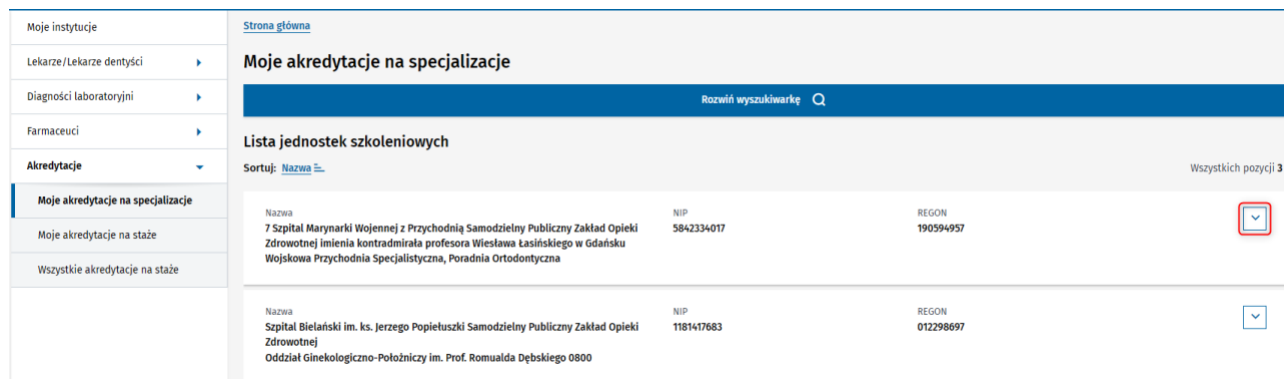 Moje instytucje
Lekarze/Lekarze dentyści
Diagności laboratoryjni
Farmaceuci
Akredytacje
Moje akredytacje na specjalizacje
Moje akredytacje na staże
Wszystkie akredytacje na staże
Strona główna
Moje akredytacje na specjalizacje
Rozwiń wyszukiwarkę
Lista jednostek szkoleniowych
Sortuj: Nazwa
Wszystkich pozycji 3
Nazwa
7 Szpital Marynarki Wojennej z Przychodnią Samodzielny Publiczny Zakład Opieki
Zdrowotnej imienia kontradmirała profesora Wiesława Łasińskiego w Gdańsku
Wojskowa Przychodnia Specjalistyczna, Poradnia Ortodontyczna
NIP
5842334017
REGON
190594957
Nazwa
Szpital Bielański im. ks. Jerzego Popiełuszki Samodzielny Publiczny Zakład Opieki
Zdrowotnej
Oddział Ginekologiczno-Położniczy im. Prof. Romualda Dębskiego 0800
NIP
1181417683
REGON
012298697